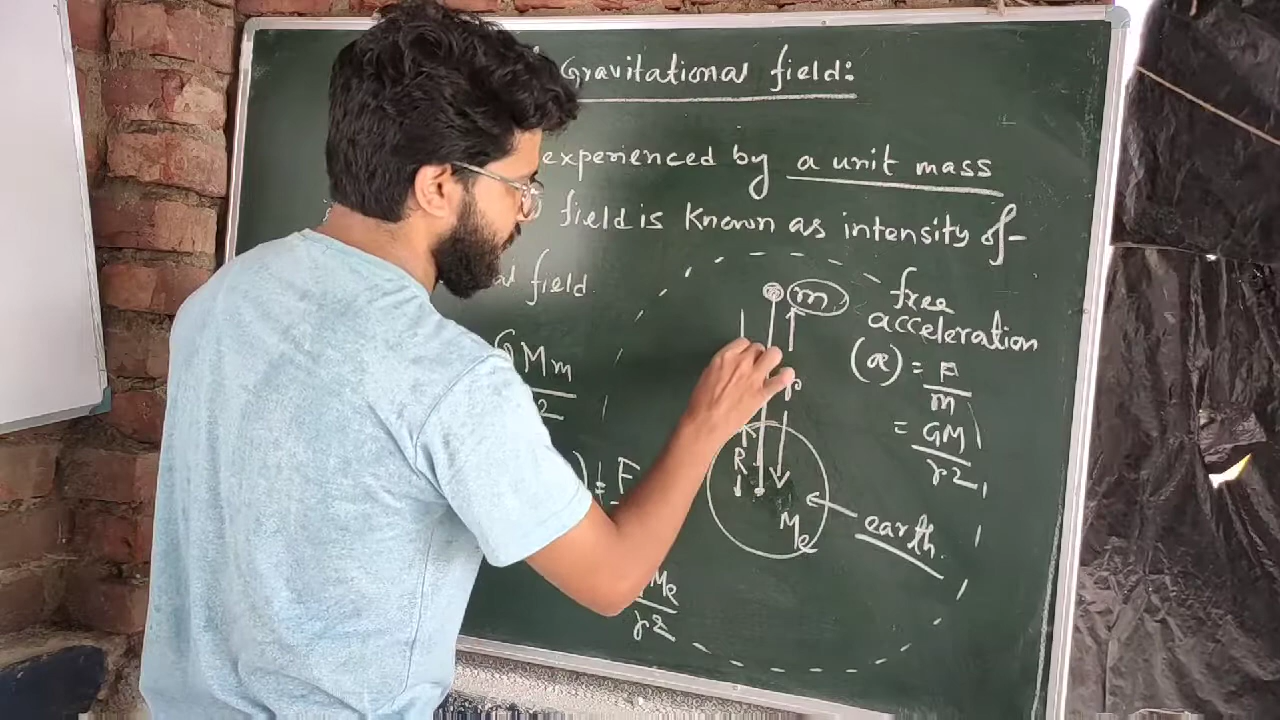 Gravitational field:
experienced by a unit mass
field is known as intensity of-
field.
m
free
acceleration
(a) = F/m
= GM/r2
GMm
2
r
R
F
Me
earth.
Me
r2